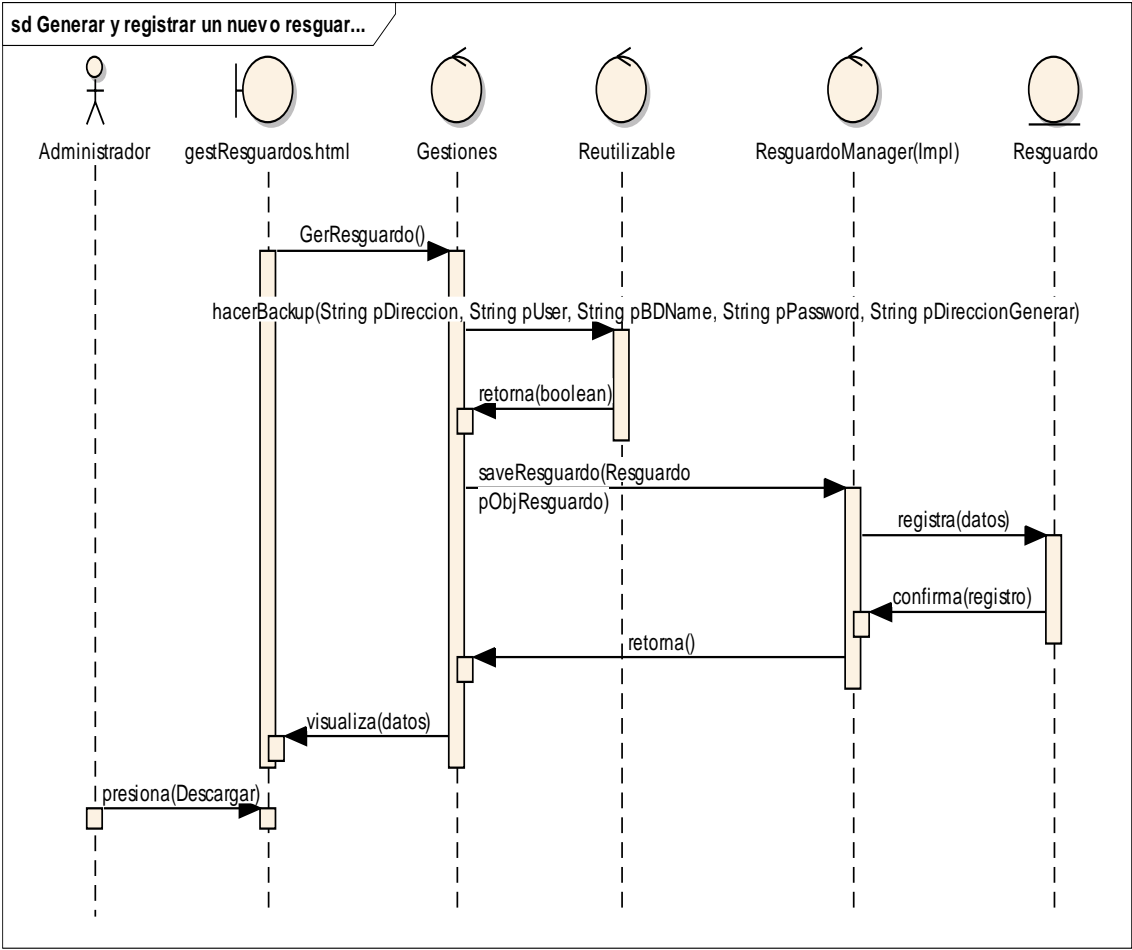 sd Generar y registrar un nuevo resguar...
Administrador
gestResguardos.html
Gestiones
Reutilizable
ResguardoManager(Impl)
Resguardo
GerResguardo()
hacerBackup(String pDireccion, String pUser, String pBDName, String pPassword, String pDireccionGenerar)
retorna(boolean)
saveResguardo(Resguardo
pObjResguardo)
registra(datos)
confirma(registro)
retorna()
visualiza(datos)
presiona(Descargar)